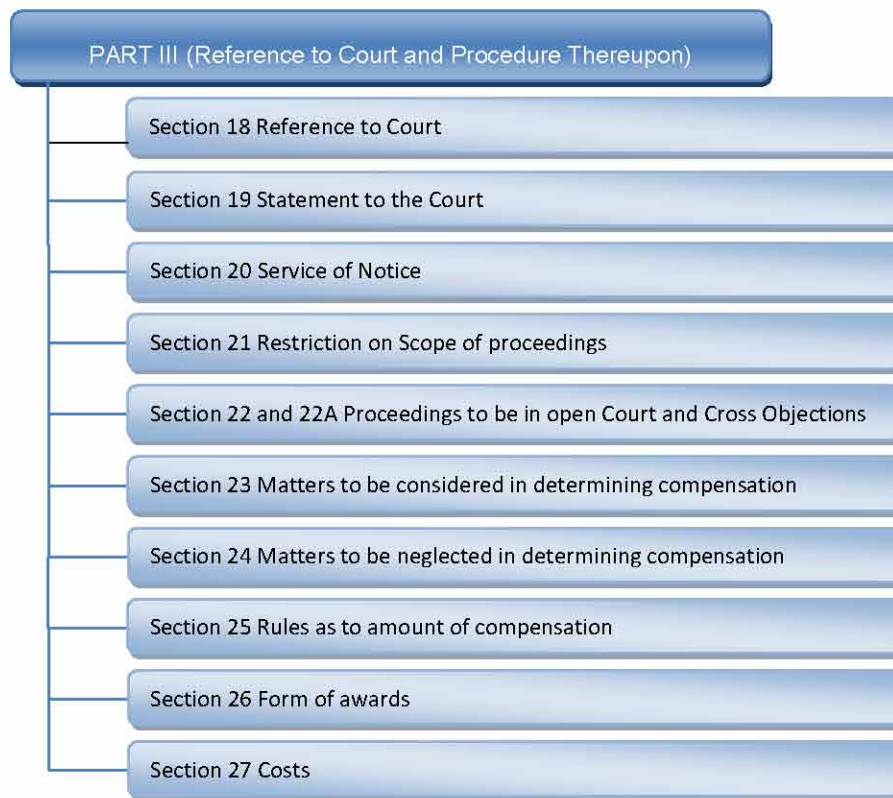 PART III (Reference to Court and Procedure Thereupon)
Section 18 Reference to Court
Section 19 Statement to the Court
Section 20 Service of Notice
Section 21 Restriction on Scope of proceedings
Section 22 and 22A Proceedings to be in open Court and Cross Objections
Section 23 Matters to be considered in determining compensation
Section 24 Matters to be neglected in determining compensation
Section 25 Rules as to amount of compensation
Section 26 Form of awards
Section 27 Costs